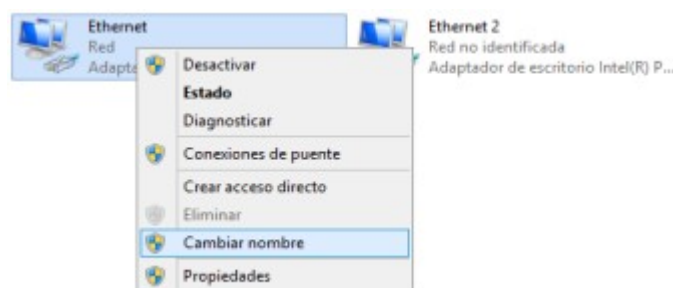 Ethernet
Red
Adapta
Ethernet 2
Red no identificada
Adaptador de escritorio Intel(R) P...
Desactivar
Estado
Diagnosticar
Conexiones de puente
Crear acceso directo
Eliminar
Cambiar nombre
Propiedades